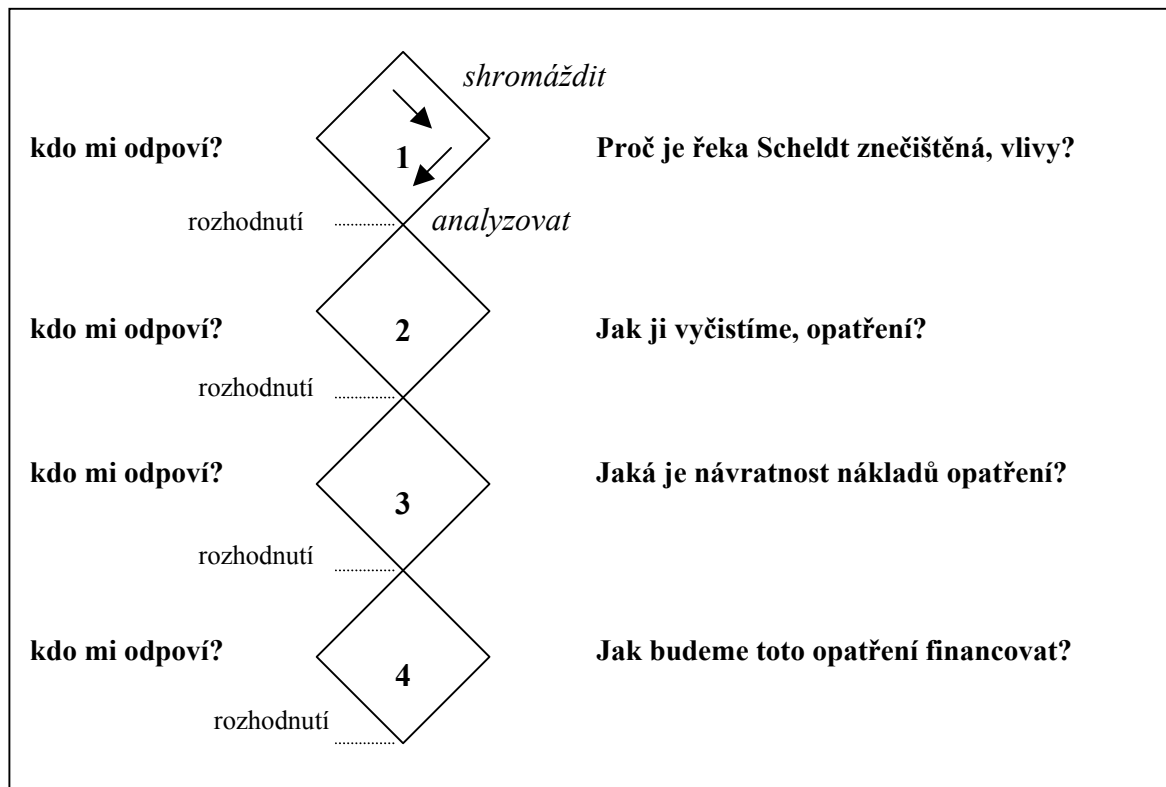 shromáždit
kdo mi odpoví?
1
Proč je řeka Scheldt znečištěná, vlivy?
rozhodnutí
analyzovat
kdo mi odpoví?
2
Jak ji vyčistíme, opatření?
rozhodnutí
kdo mi odpoví?
3
Jaká je návratnost nákladů opatření?
rozhodnutí
kdo mi odpoví?
4
Jak budeme toto opatření financovat?
rozhodnutí